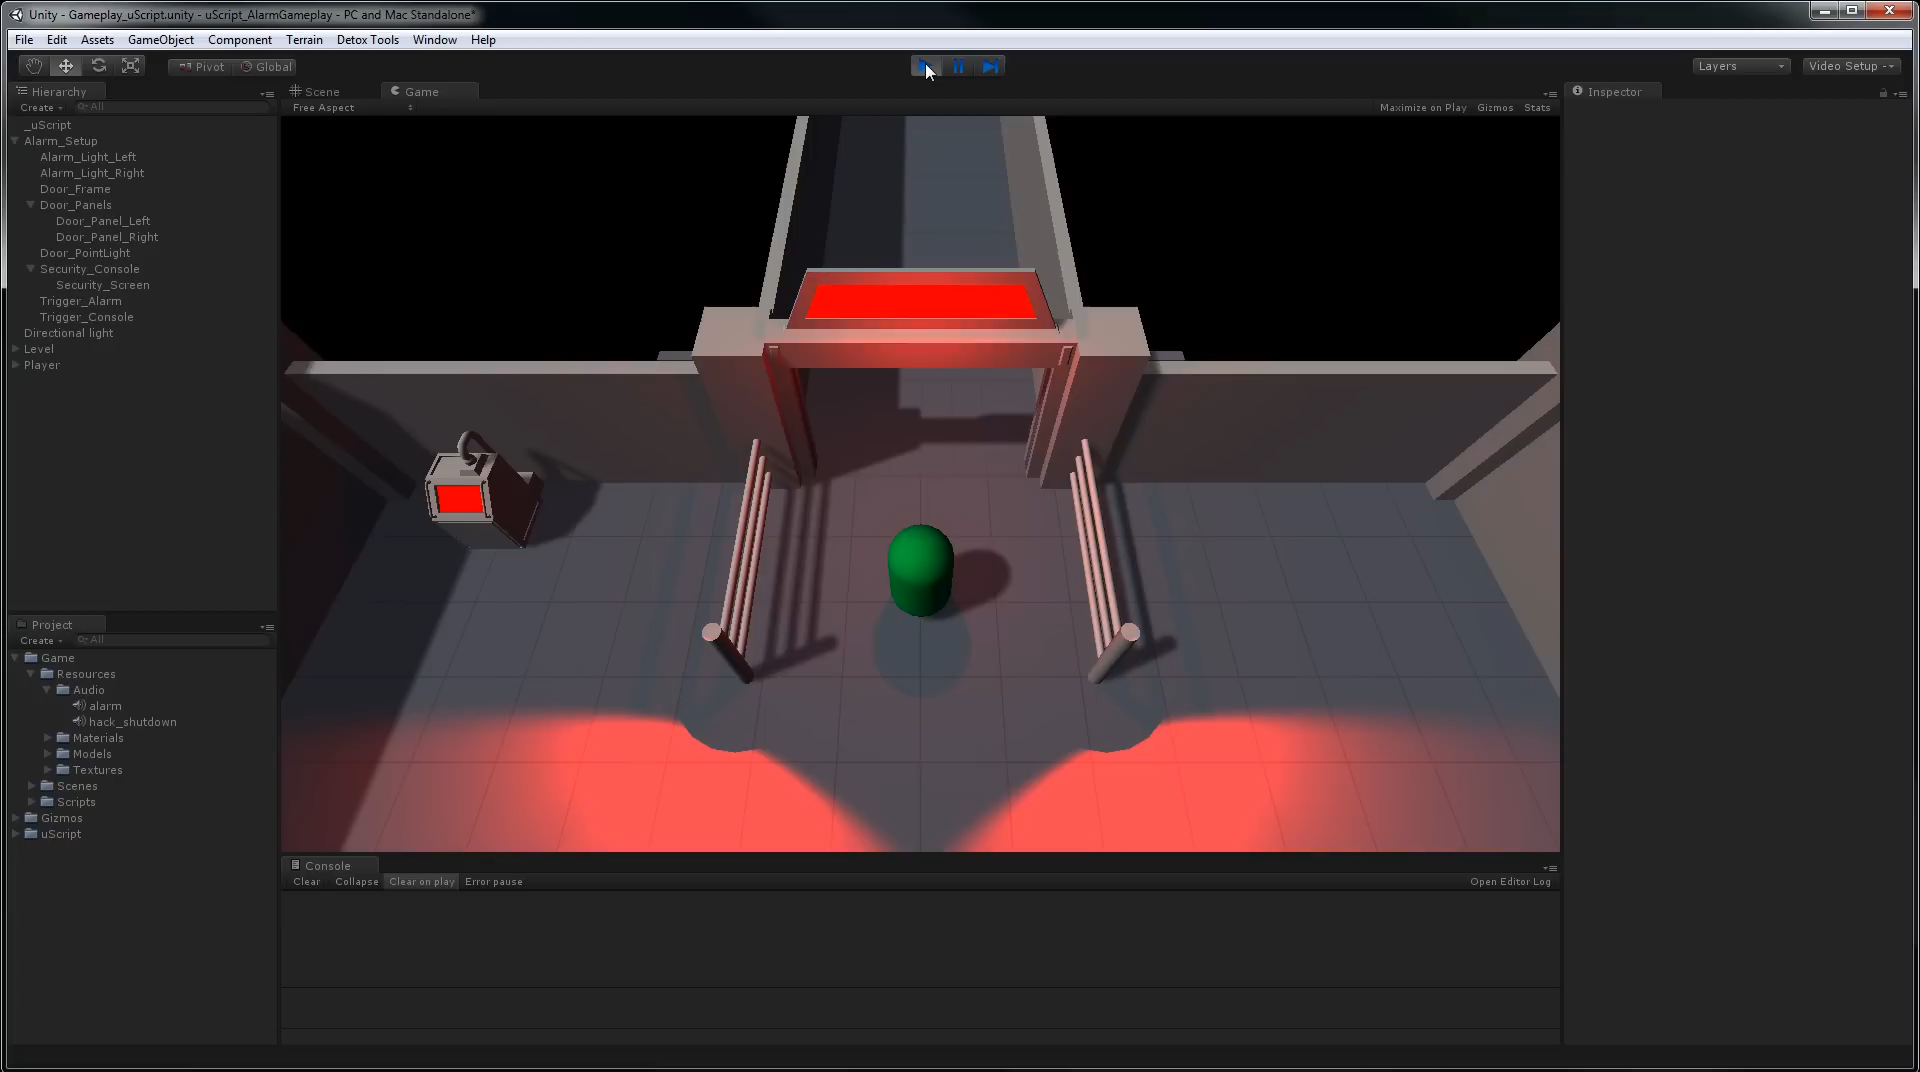 Unity - Gameplay_uScript.unity - uScript_AlarmGameplay - PC and Mac Standalone*
File Edit Assets GameObject Component Terrain Detox Tools Window Help
Pivot Global Layers Video Setup
Hierarchy
Create All
_uScript
Alarm_Setup
Alarm_Light_Left
Alarm_Light_Right
Door_Frame
Door_Panels
Door_Panel_Left
Door_Panel_Right
Door_PointLight
Security_Console
Security_Screen
Trigger_Alarm
Trigger_Console
Directional light
Level
Player
Scene Game
Free Aspect Maximize on Play Gizmos Stats
Inspector
Project
Create All
Game
Resources
Audio
alarm
hack_shutdown
Materials
Models
Textures
Scenes
Scripts
Gizmos
uScript
Console
Clear Collapse Clear on play Error pause Open Editor Log